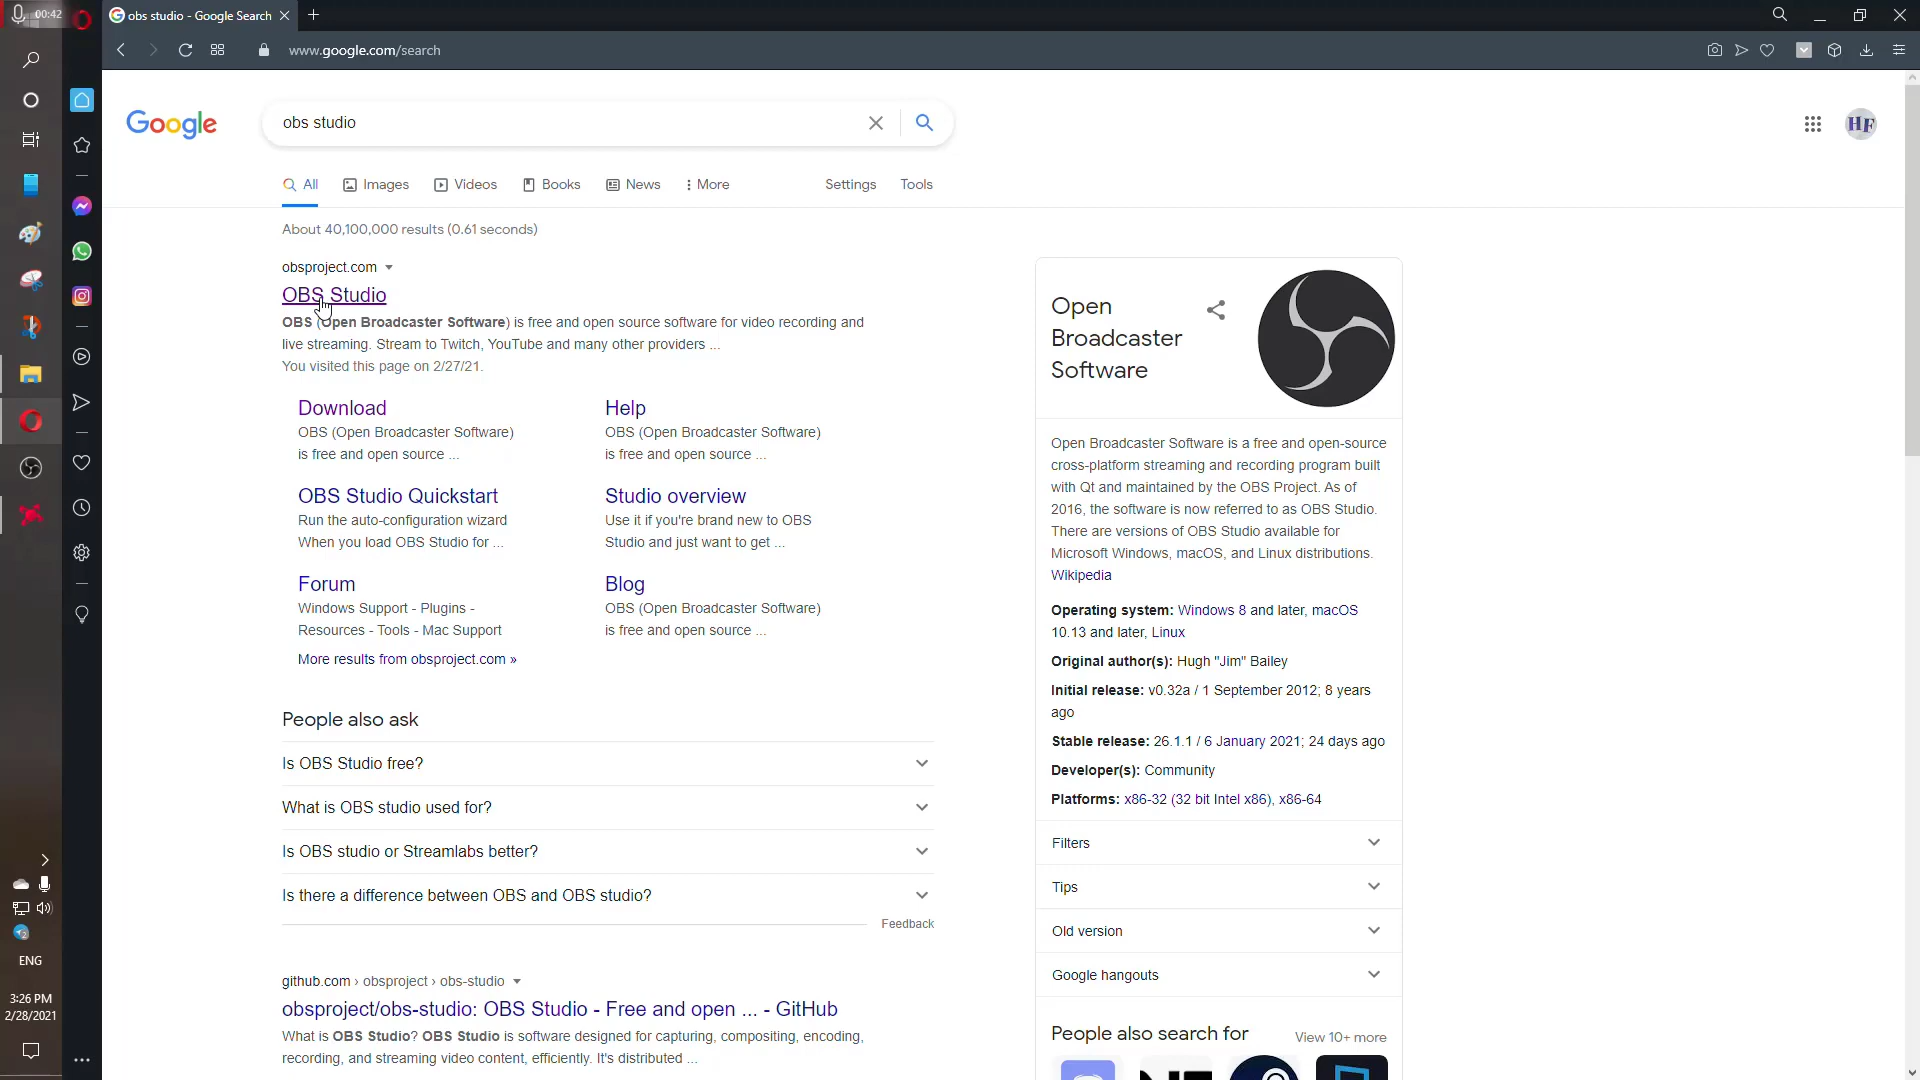 00:42
obs studio - Google Search
www.google.com/search
Google
obs studio
HF
All
Images
Videos
Books
News
More
Settings
Tools
About 40,100,000 results (0.61 seconds)
obsproject.com
OBS Studio
OBS (Open Broadcaster Software) is free and open source software for video recording and
live streaming. Stream to Twitch, YouTube and many other providers ...
You visited this page on 2/27/21.
Download
OBS (Open Broadcaster Software)
is free and open source ...
Help
OBS (Open Broadcaster Software)
is free and open source ...
OBS Studio Quickstart
Run the auto-configuration wizard
When you load OBS Studio for ...
Studio overview
Use it if you're brand new to OBS
Studio and just want to get ...
Forum
Windows Support - Plugins -
Resources - Tools - Mac Support
Blog
OBS (Open Broadcaster Software)
is free and open source ...
More results from obsproject.com »
People also ask
Is OBS Studio free?
What is OBS studio used for?
Is OBS studio or Streamlabs better?
Is there a difference between OBS and OBS studio?
Feedback
github.com › obsproject › obs-studio
obsproject/obs-studio: OBS Studio - Free and open ... - GitHub
What is OBS Studio? OBS Studio is software designed for capturing, compositing, encoding,
recording, and streaming video content, efficiently. It's distributed ...
Open
Broadcaster
Software
Open Broadcaster Software is a free and open-source
cross-platform streaming and recording program built
with Qt and maintained by the OBS Project. As of
2016, the software is now referred to as OBS Studio.
There are versions of OBS Studio available for
Microsoft Windows, macOS, and Linux distributions.
Wikipedia
Operating system: Windows 8 and later, macOS
10.13 and later, Linux
Original author(s): Hugh "Jim" Bailey
Initial release: v0.32a / 1 September 2012; 8 years
ago
Stable release: 26.1.1 / 6 January 2021; 24 days ago
Developer(s): Community
Platforms: x86-32 (32 bit Intel x86), x86-64
Filters
Tips
Old version
Google hangouts
People also search for
View 10+ more
2
ENG
3:26 PM
2/28/2021